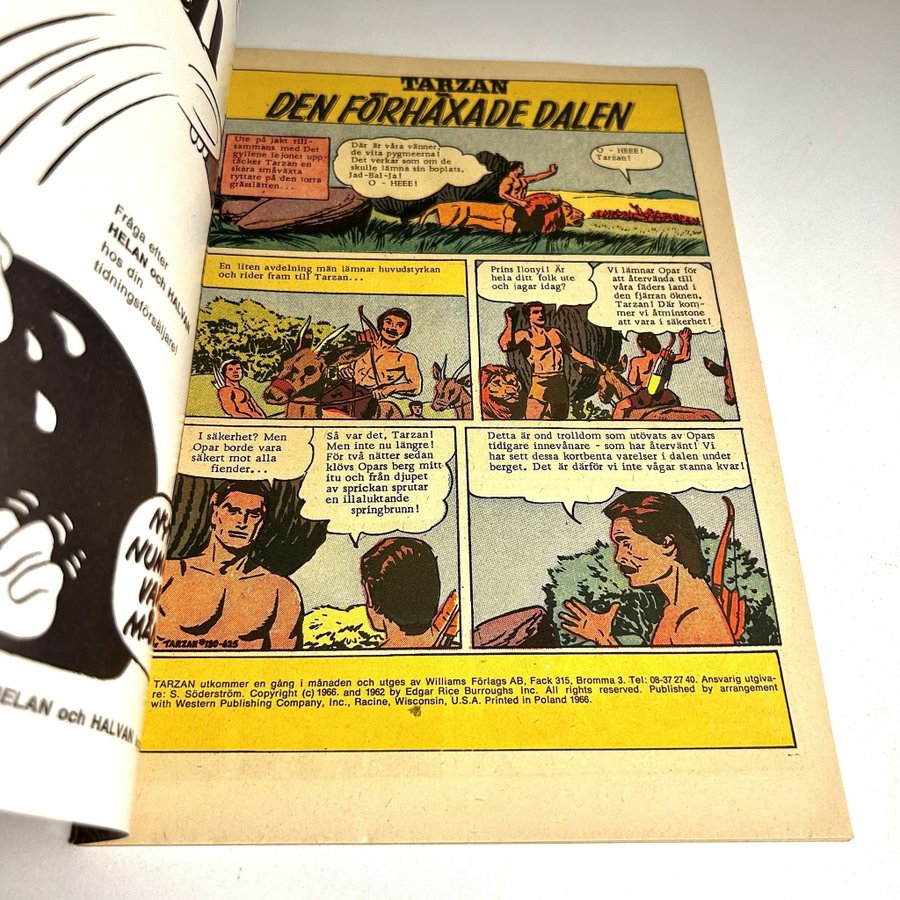 Fråga efter
HELAN och HALVAN
hos din
tidningsförsäljare!
HELAN och HALVAN
TARZAN
DEN FÖRHÄXADE DALEN
Ute på jakt till-
sammans med Det
gyllene lejonet upp-
täcker Tarzan en
skara småväxta
ryttare på den torra
grässlätten...
Där är våra vänner,
de vita pygmeerna!
Det verkar som om de
skulle lämna sin boplats,
Jad-Bal-Ja!
O - HEEE!
O - HEEE!
Tarzan!
En liten avdelning män lämnar huvudstyrkan
och rider fram till Tarzan...
Prins Ilonyi! Är
hela ditt folk ute
och jagar idag?
Vi lämnar Opar för
att återvända till
våra fäders land i
den fjärran öknen,
Tarzan! Där kom-
mer vi åtminstone
att vara i säkerhet!
I säkerhet? Men
Opar borde vara
säkert mot alla
fiender...
Så var det, Tarzan!
Men inte nu längre!
För två nätter sedan
klövs Opars berg mitt
itu och från djupet
av sprickan sprutar
en illaluktande
springbrunn!
Detta är ond trolldom som utövats av Opars
tidigare innevånare - som har återvänt! Vi
har sett dessa kortbenta varelser i dalen under
berget. Det är därför vi inte vågar stanna kvar!
TARZAN © 180-625
TARZAN utkommer en gång i månaden och utges av Williams Förlags AB, Fack 315, Bromma 3. Tel: 08-37 27 40. Ansvarig utgiva-
re: S. Söderström. Copyright (c) 1966. and 1962 by Edgar Rice Burroughs Inc. All rights reserved. Published by arrangement
with Western Publishing Company, Inc., Racine, Wisconsin, U.S.A. Printed in Poland 1966.